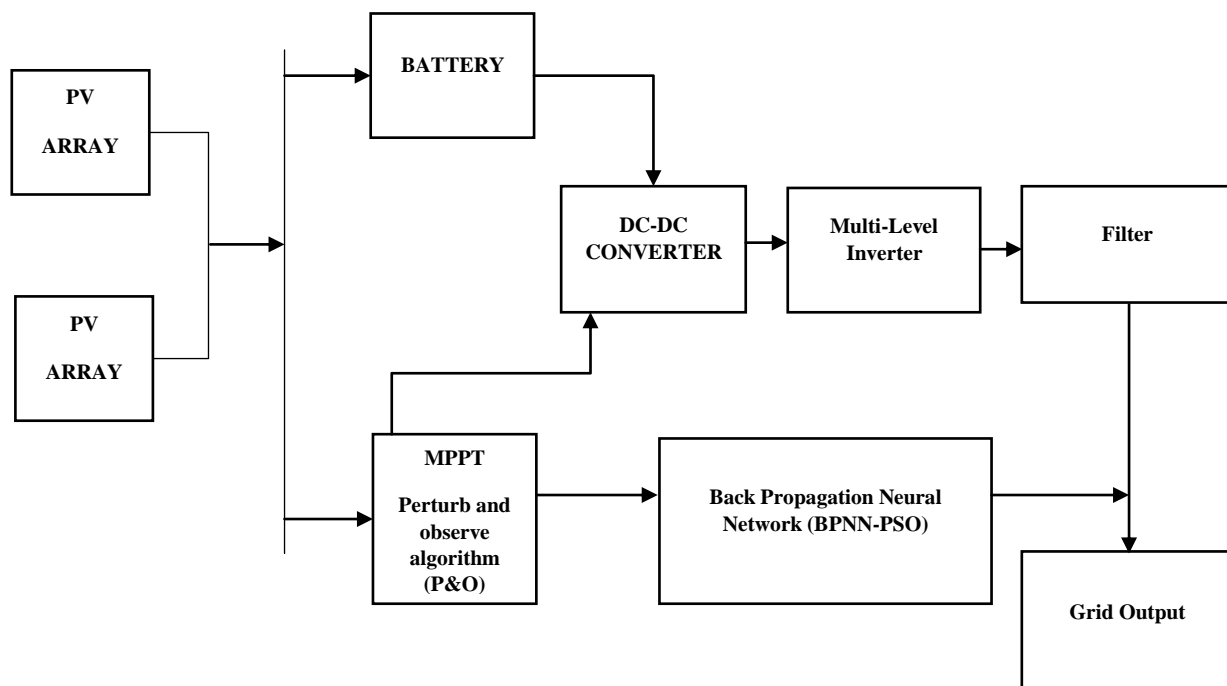 PV
ARRAY
BATTERY
DC-DC
CONVERTER
Multi-Level
Inverter
Filter
PV
ARRAY
MPPT
Perturb and
observe
algorithm
(P&O)
Back Propagation Neural
Network (BPNN-PSO)
Grid Output